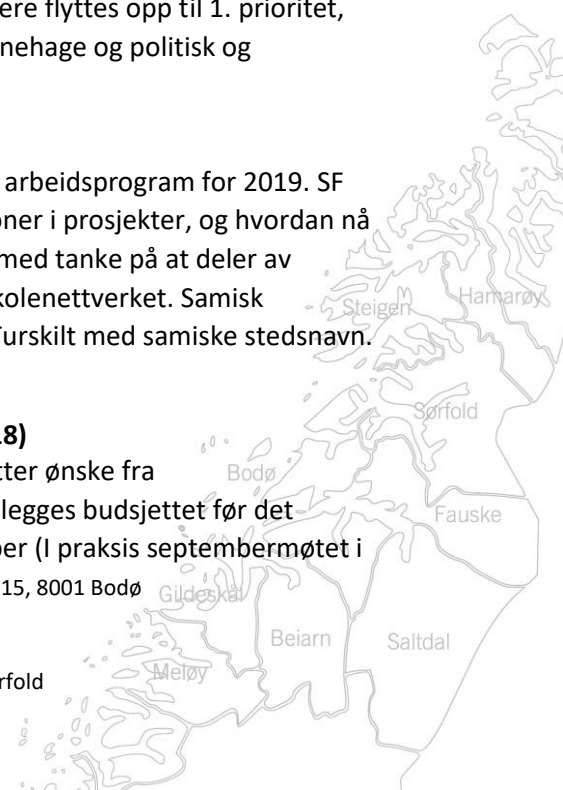 ere flyttes opp til 1. prioritet,
nehage og politisk og
arbeidsprogram for 2019. SF
oner i prosjekter, og hvordan nå
med tanke på at deler av
kolenettverket. Samisk
Turskilt med samiske stedsnavn.
18)
tter ønske fra
legges budsjettet før det
ber (I praksis septembermøtet i
15, 8001 Bodø
rfold
Steigen
Hamarøy
Sørfold
Bodø
Fauske
Gildeskål
Beiarn
Saltdal
Meløy